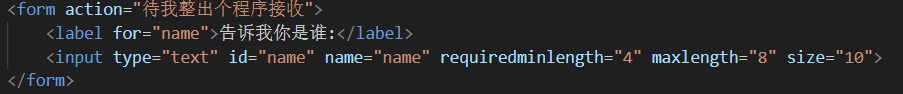 <form action="待我整出个程序接收">
<label for="name">告诉我你是谁:</label>
<input type="text" id="name" name="name" requiredminlength="4" maxlength="8" size="10">
</form>